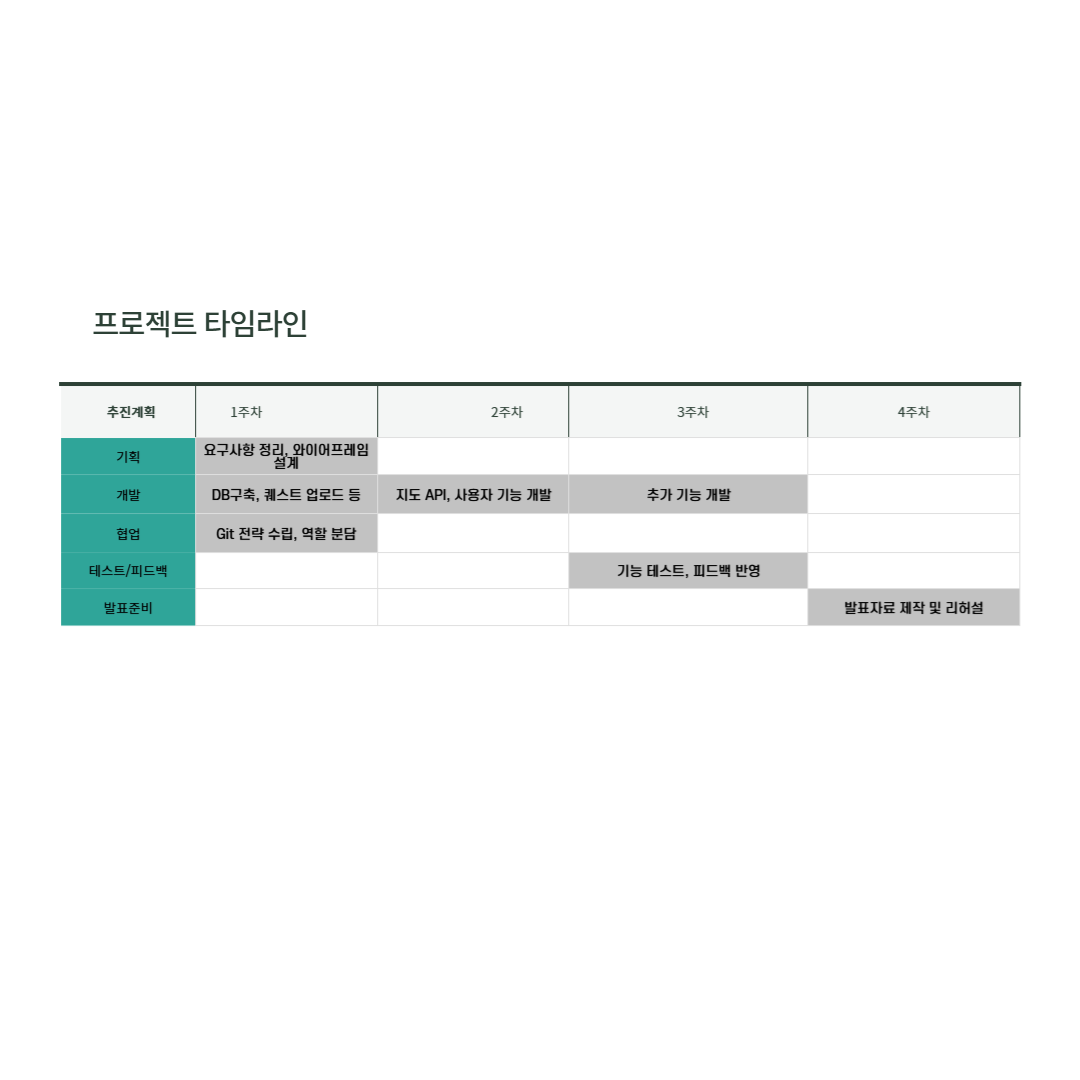 프로젝트 타임라인
추진계획 1주차 2주차 3주차 4주차
기획 요구사항 정리, 와이어프레임
설계
개발 DB구축, 퀘스트 업로드 등 지도 API, 사용자 기능 개발 추가 기능 개발
협업 Git 전략 수립, 역할 분담
테스트/피드백 기능 테스트, 피드백 반영
발표준비 발표자료 제작 및 리허설